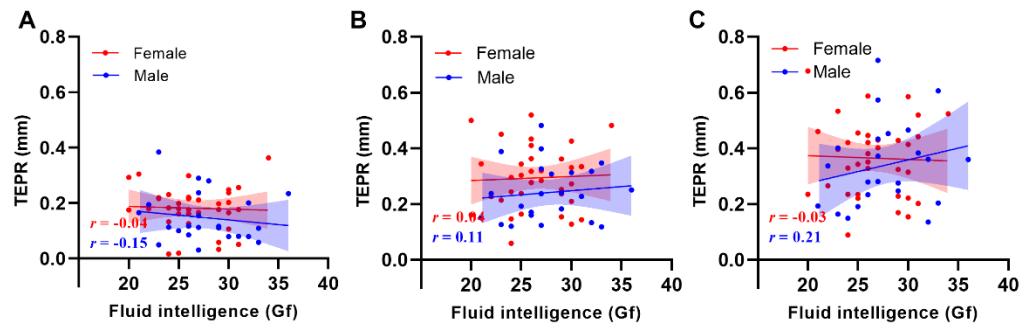 A
TEPR (mm)
0.8
0.6
0.4
0.2
0.0
Female
Male
r = -0.04
r = -0.15
20
25
30
35
40
Fluid intelligence (Gf)
B
TEPR (mm)
0.8
0.6
0.4
0.2
0.0
Female
Male
r = 0.04
r = 0.11
20
25
30
35
40
Fluid intelligence (Gf)
C
TEPR (mm)
0.8
0.6
0.4
0.2
0.0
Female
Male
r = -0.03
r = 0.21
20
25
30
35
40
Fluid intelligence (Gf)